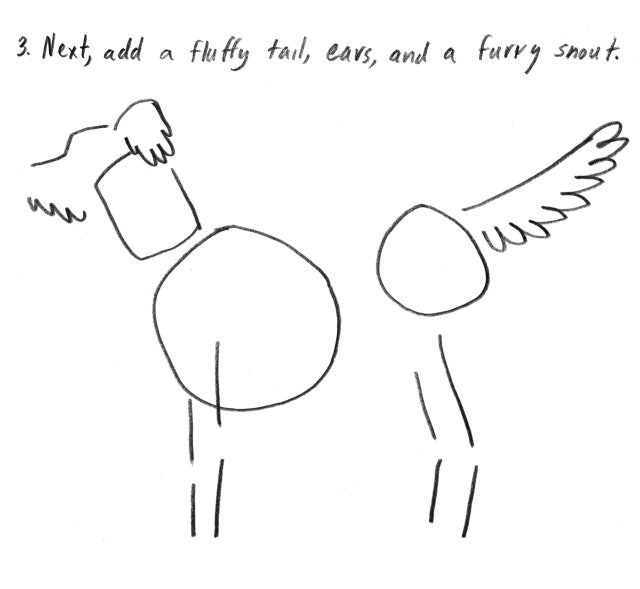 3. Next, add a fluffy tail, ears, and a furry snout.